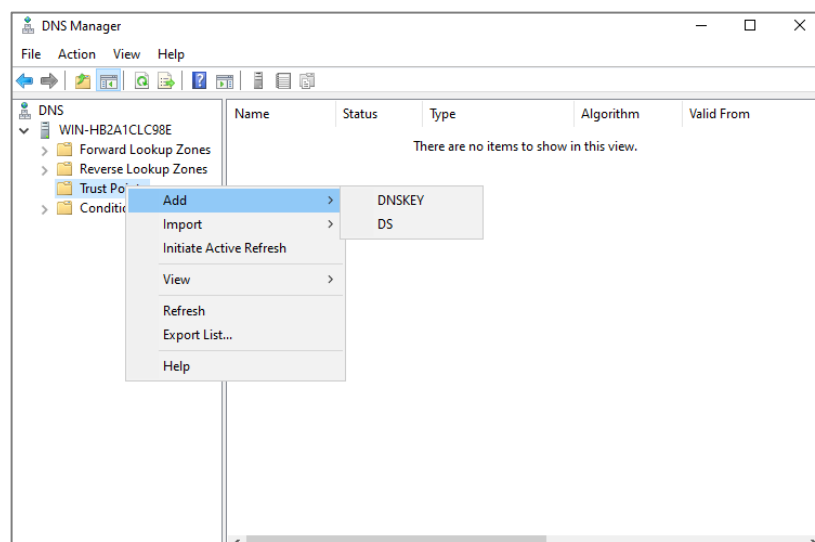 DNS Manager
File Action View Help
DNS
WIN-HB2A1CLC98E
Forward Lookup Zones
Reverse Lookup Zones
Trust
Name Status Type Algorithm Valid From
There are no items to show in this view.
Add
Import
Initiate Active Refresh
View
Refresh
Export List...
Help
DNSKEY
DS